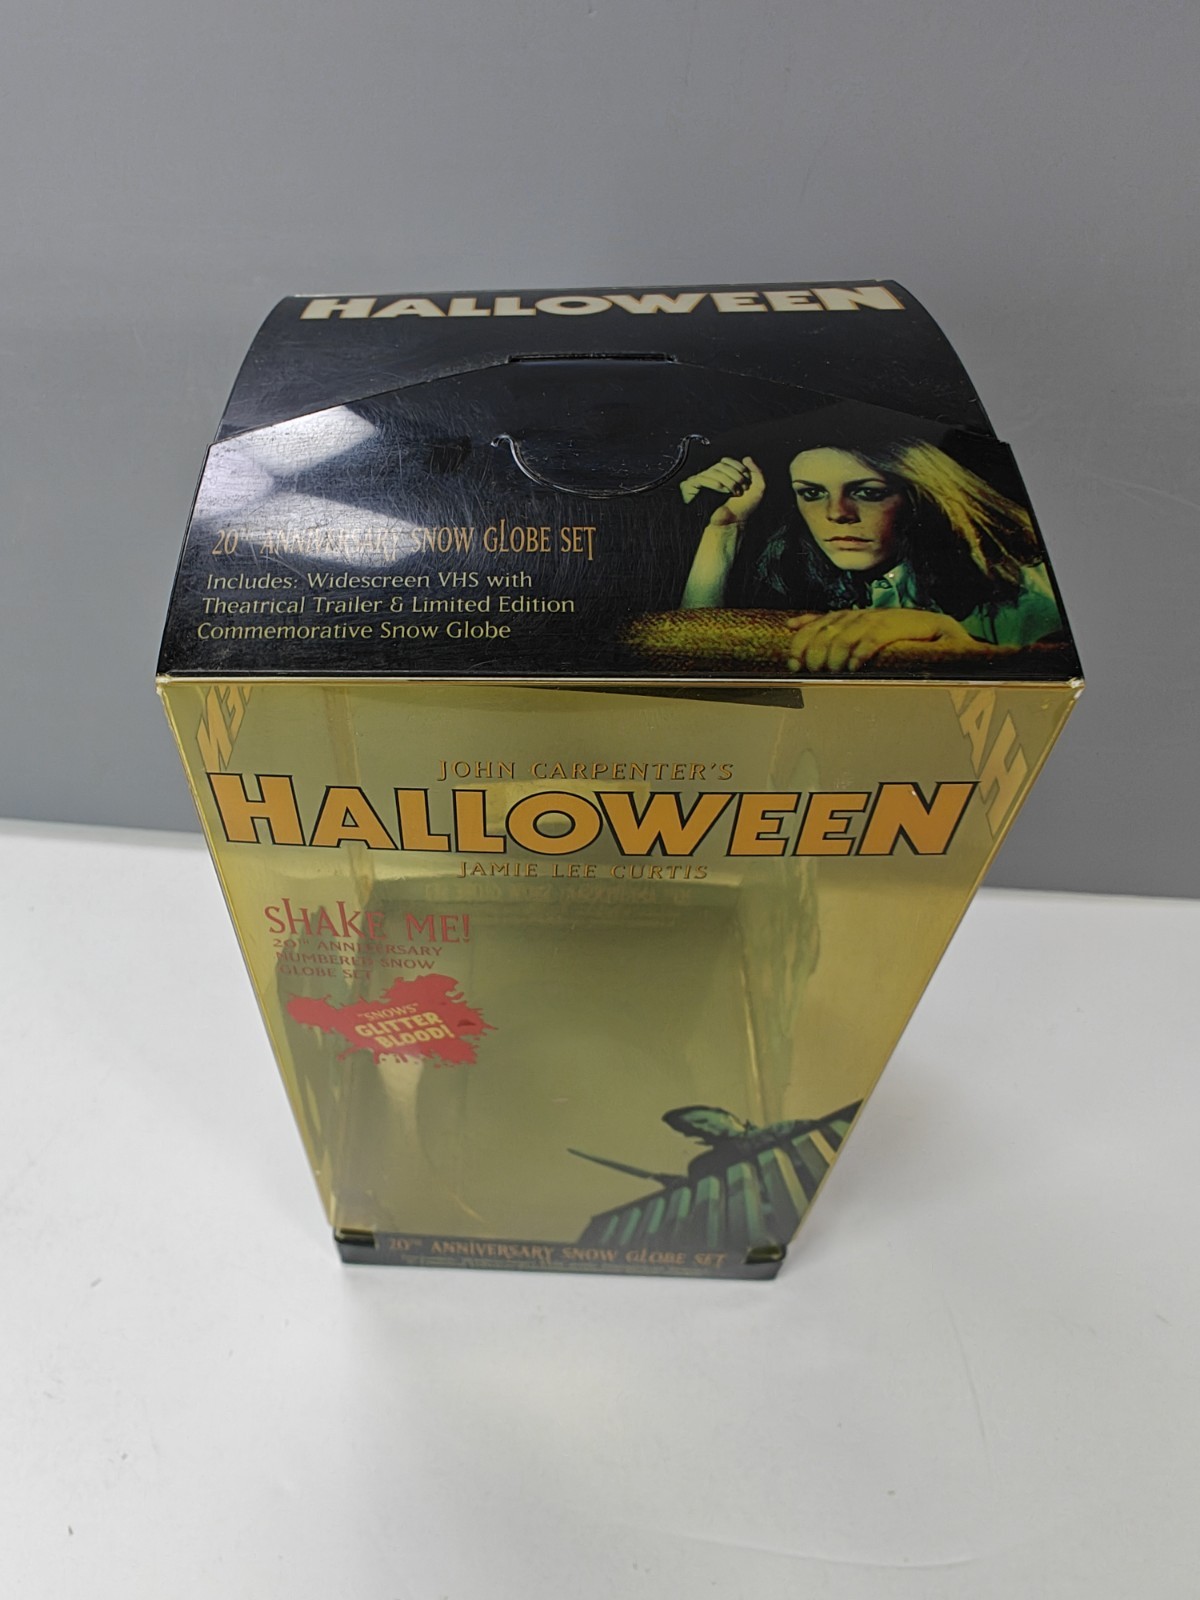 HALLOWEEN
20TH ANNIVERSARY SNOW GLOBE SET
Includes: Widescreen VHS with
Theatrical Trailer & Limited Edition
Commemorative Snow Globe
JOHN CARPENTER'S
HALLOWEEN
JAMIE LEE CURTIS
SHAKE ME!
20TH ANNIVERSARY
NUMBERED SNOW
GLOBE SET
"SNOWS"
GLITTER
BLOOD!
20TH ANNIVERSARY SNOW GLOBE SET